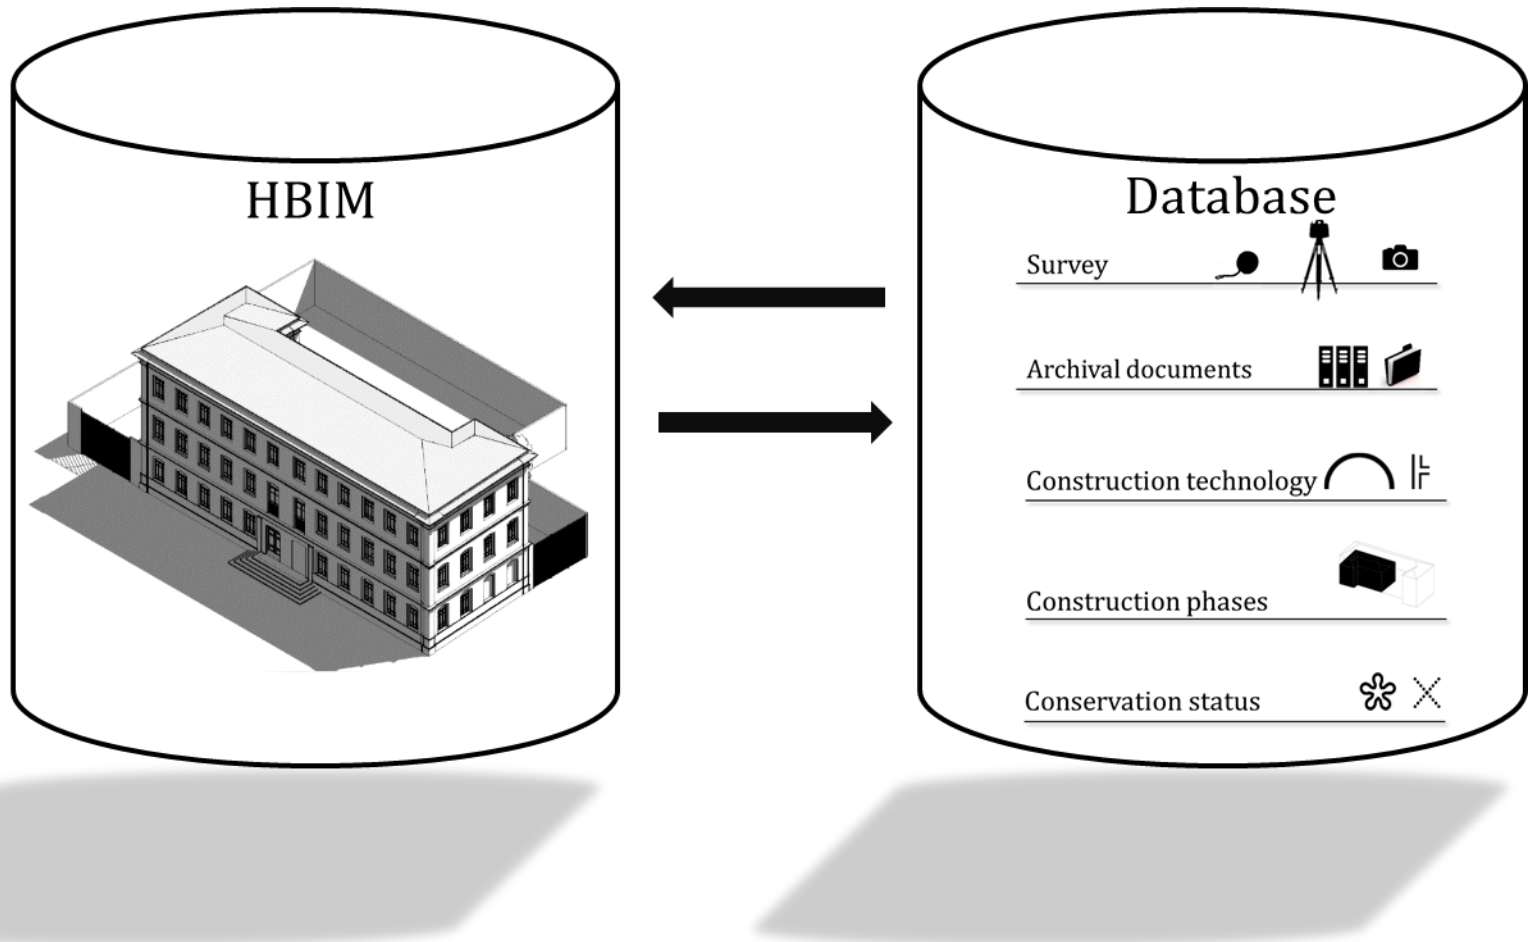 HBIM
Database
Survey
Archival documents
Construction technology
Construction phases
Conservation status